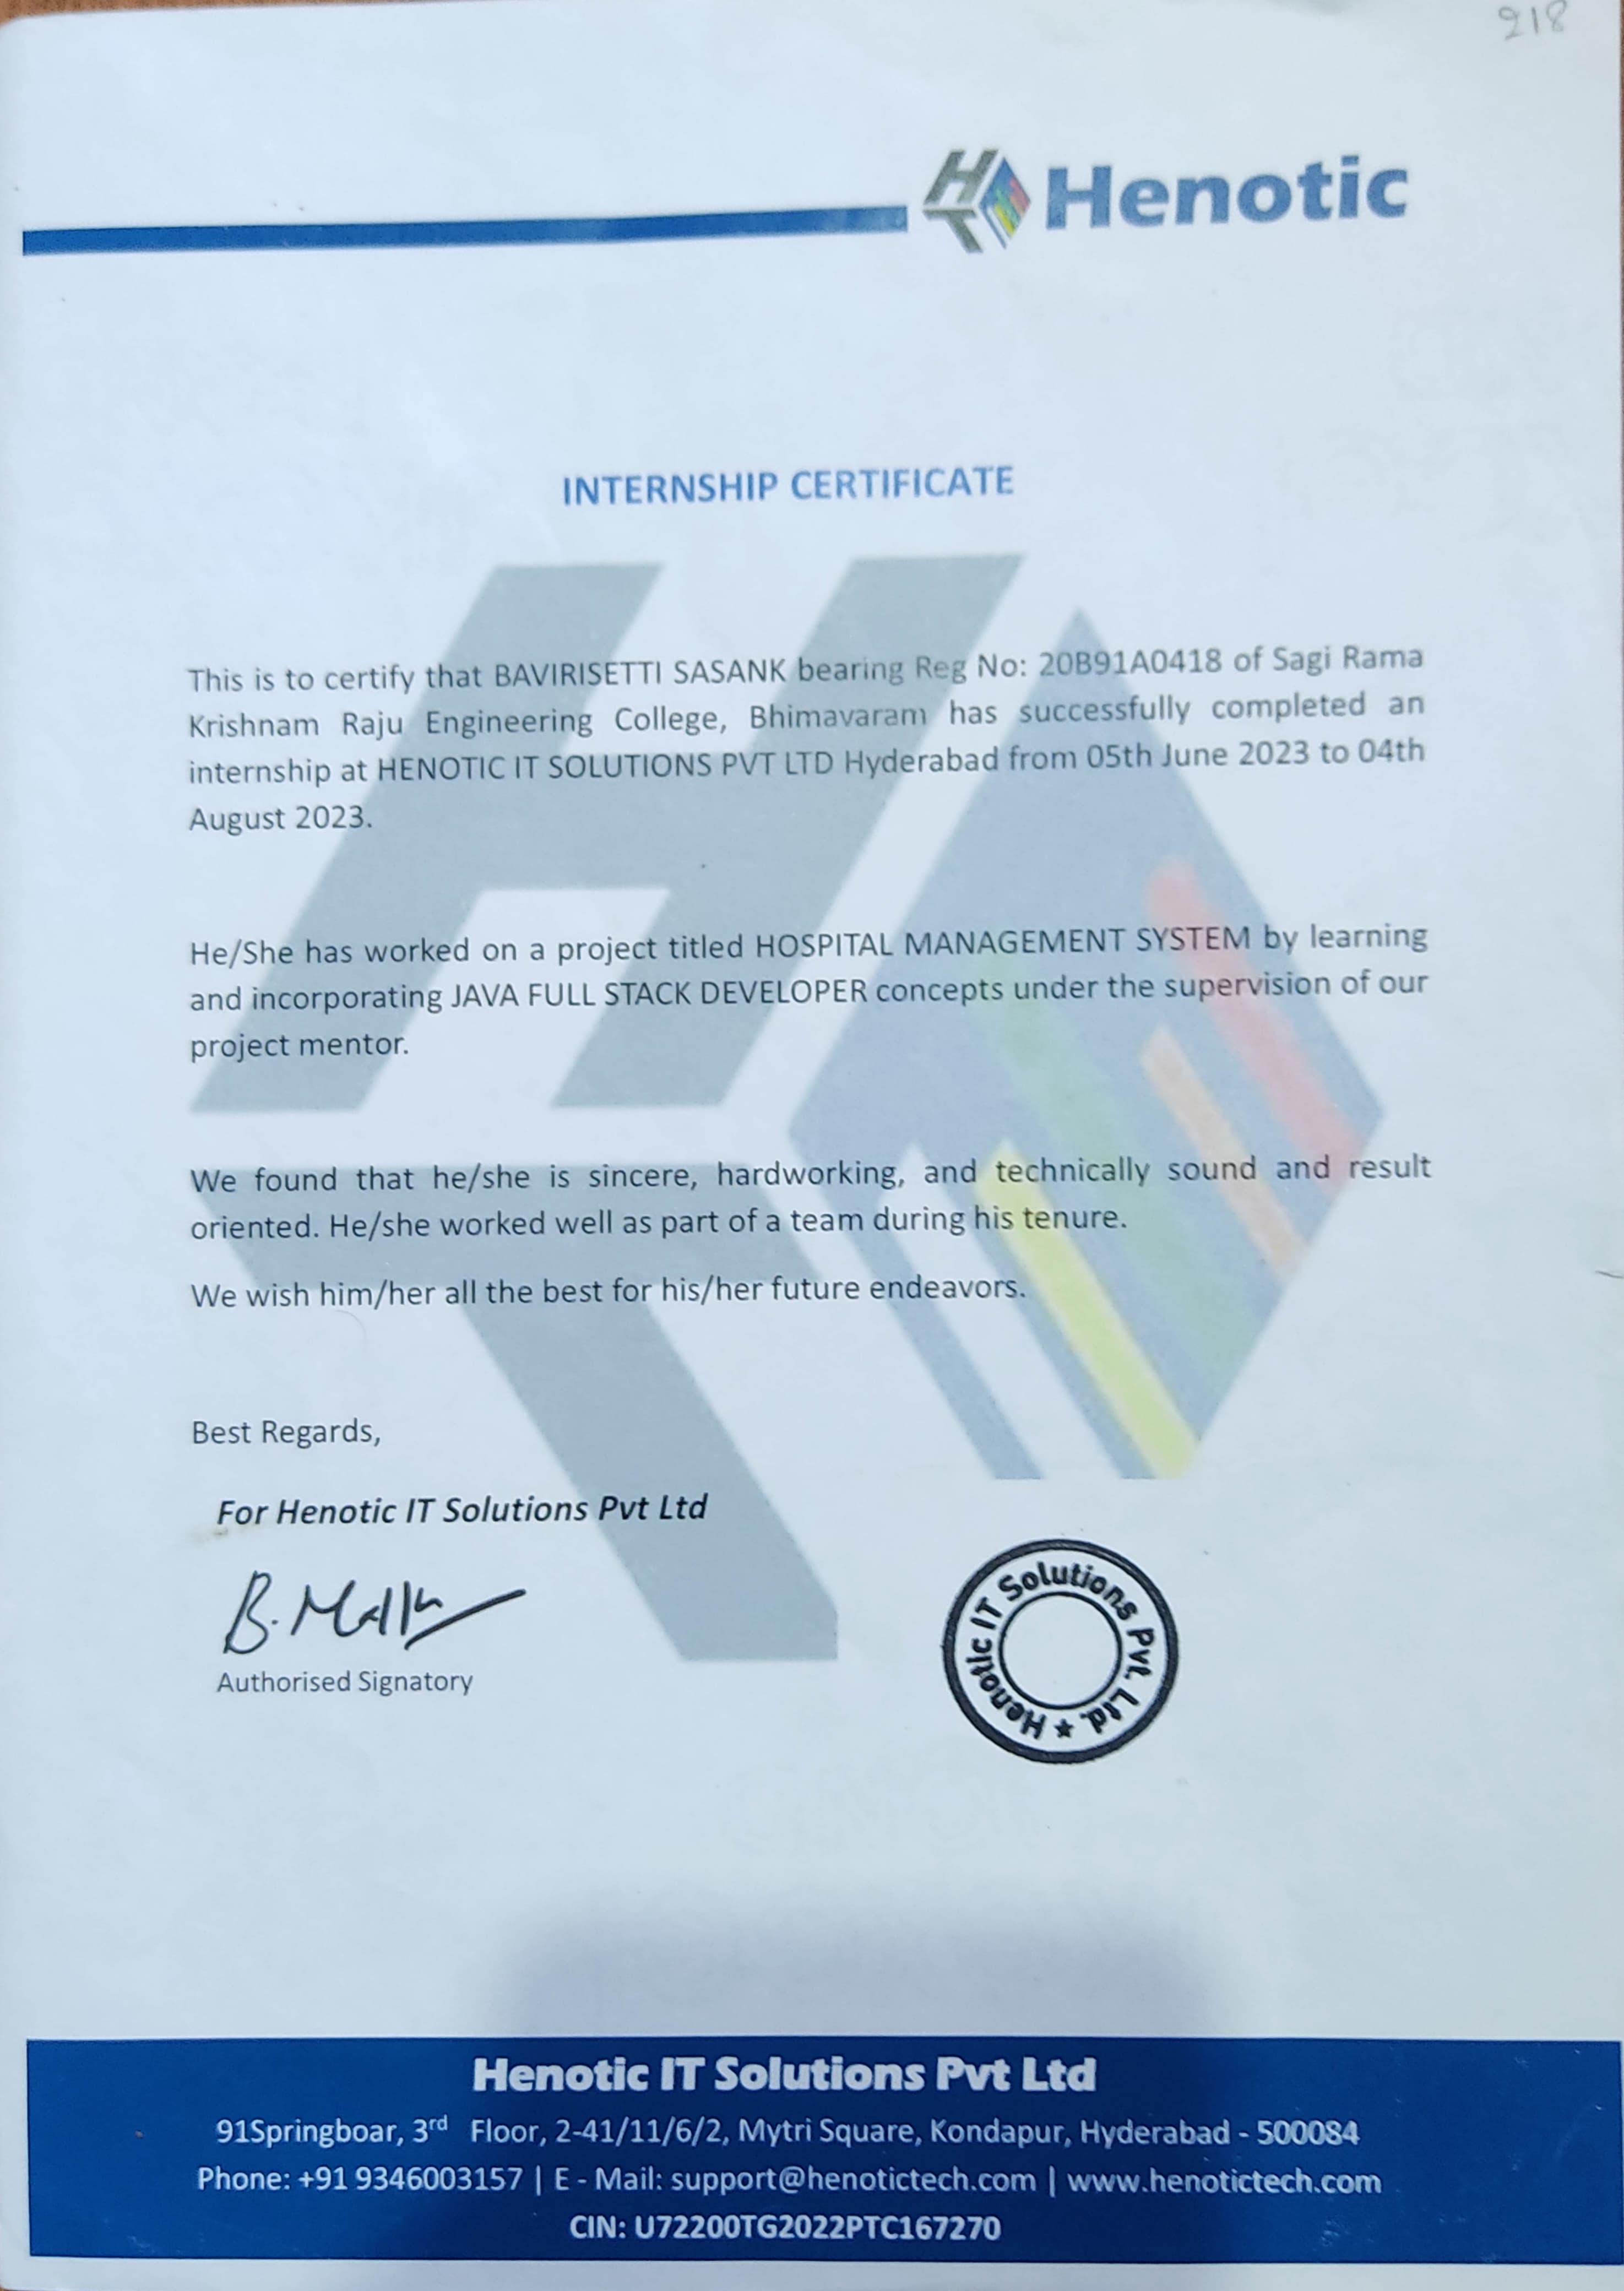 218
HT Henotic
INTERNSHIP CERTIFICATE
This is to certify that BAVIRISETTI SASANK bearing Reg No: 20B91A0418 of Sagi Rama
Krishnam Raju Engineering College, Bhimavaram has successfully completed an
internship at HENOTIC IT SOLUTIONS PVT LTD Hyderabad from 05th June 2023 to 04th
August 2023.
He/She has worked on a project titled HOSPITAL MANAGEMENT SYSTEM by learning
and incorporating JAVA FULL STACK DEVELOPER concepts under the supervision of our
project mentor.
We found that he/she is sincere, hardworking, and technically sound and result
oriented. He/she worked well as part of a team during his tenure.
We wish him/her all the best for his/her future endeavors.
Best Regards,
For Henotic IT Solutions Pvt Ltd
Authorised Signatory
Henotic IT Solutions Pvt. Ltd. ★
Henotic IT Solutions Pvt Ltd
91Springboar, 3rd Floor, 2-41/11/6/2, Mytri Square, Kondapur, Hyderabad - 500084
Phone: +91 9346003157 | E - Mail: support@henotictech.com | www.henotictech.com
CIN: U72200TG2022PTC167270